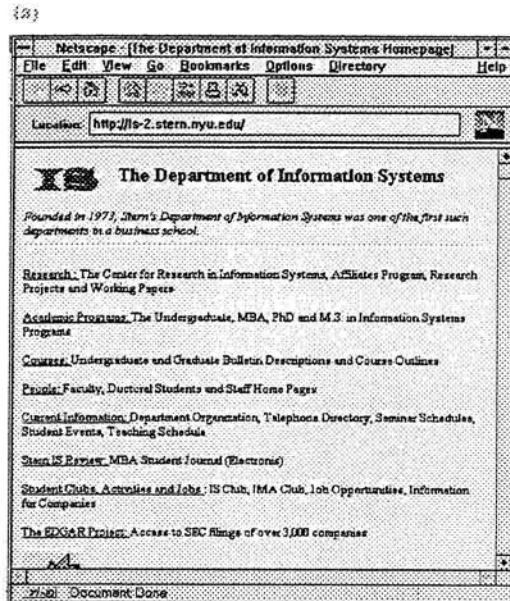 (a)
Netscape - [The Department of Information Systems Homepage]
File Edit View Go Bookmarks Options Directory Help
Location: http://is-2.stern.nyu.edu/
IS The Department of Information Systems
Founded in 1973, Stern's Department of Information Systems was one of the first such
departments in a business school.
Research: The Center for Research in Information Systems, Affiliates Program, Research
Projects and Working Papers
Academic Programs: The Undergraduate, MBA, PhD and M.S. in Information Systems
Programs
Courses: Undergraduate and Graduate Bulletin Descriptions and Course Outlines
People: Faculty, Doctoral Students and Staff Home Pages
Current Information: Department Organization, Telephone Directory, Seminar Schedules,
Student Events, Teaching Schedule
Stern IS Review: MBA Student Journal (Electronic)
Student Clubs, Activities and Jobs : IS Club, IMA Club, Job Opportunities, Information
for Companies
The EDGAR Project: Access to SEC filings of over 3,000 companies
Document Done